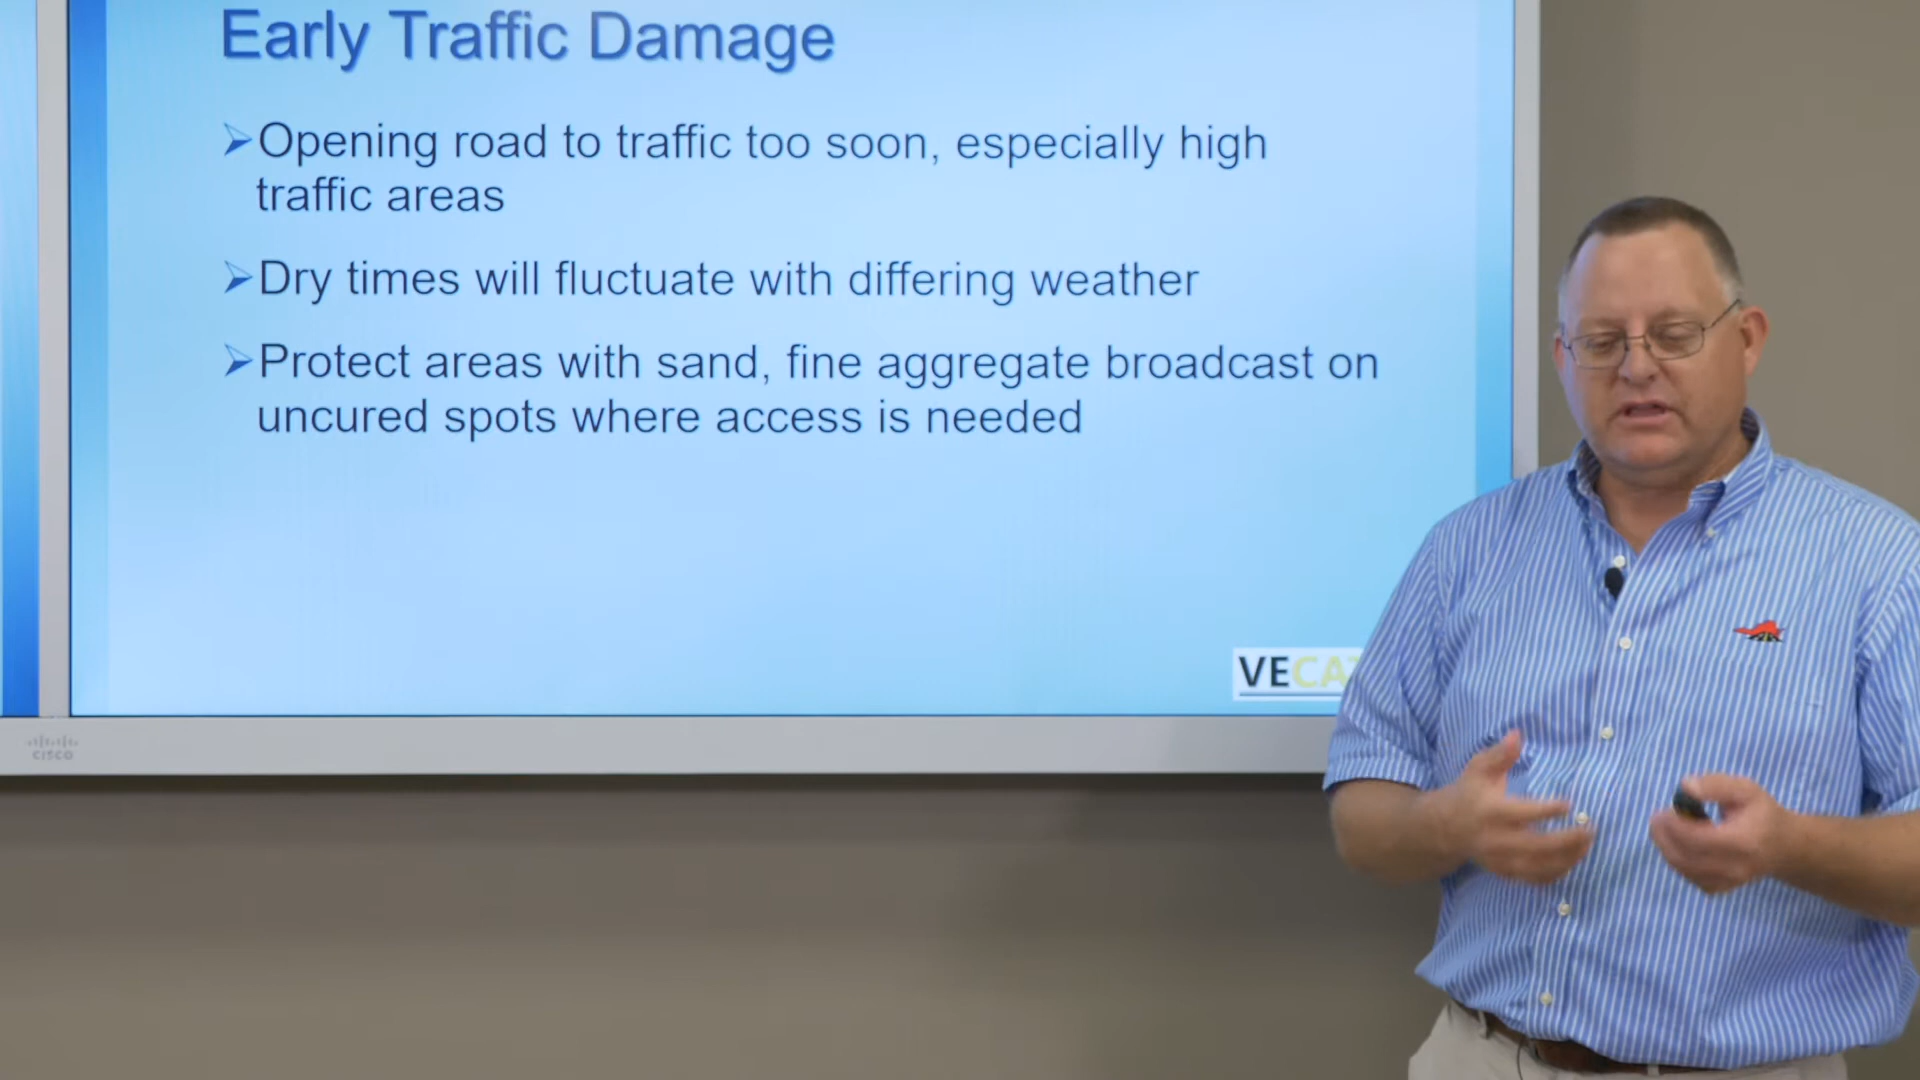 Early Traffic Damage
➢Opening road to traffic too soon, especially high
traffic areas
➢Dry times will fluctuate with differing weather
➢Protect areas with sand, fine aggregate broadcast on
uncured spots where access is needed
VECAT
CISCO